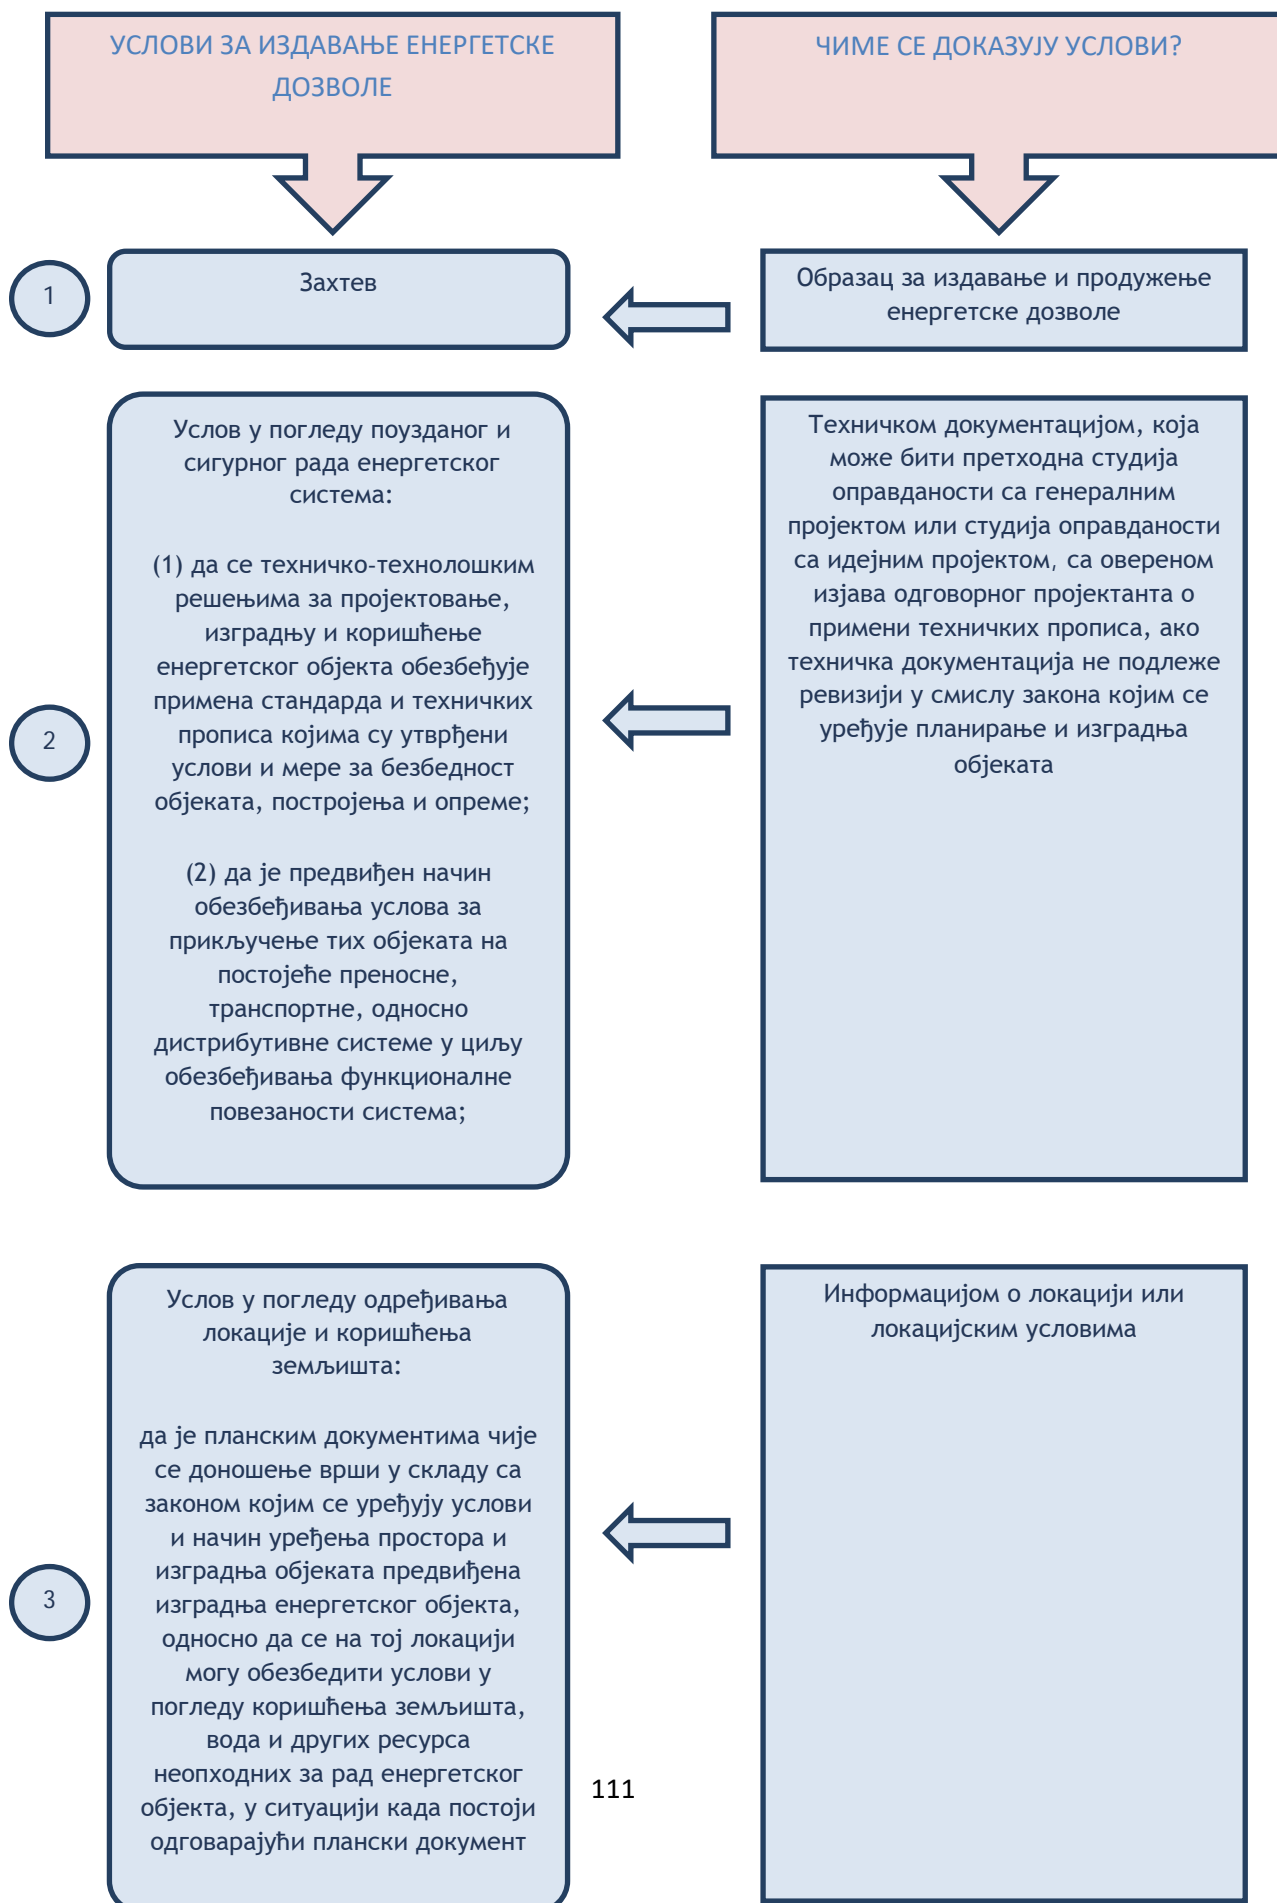 УСЛОВИ ЗА ИЗДАВАЊЕ ЕНЕРГЕТСКЕ
ДОЗВОЛЕ
ЧИМЕ СЕ ДОКАЗУЈУ УСЛОВИ?
1
Захтев
Образац за издавање и продужење
енергетске дозволе
2
Услов у погледу поузданог и
сигурног рада енергетског
система:
(1) да се техничко-технолошким
решењима за пројектовање,
изградњу и коришћење
енергетског објекта обезбеђује
примена стандарда и техничких
прописа којима су утврђени
услови и мере за безбедност
објеката, постројења и опреме;
(2) да је предвиђен начин
обезбеђивања услова за
прикључење тих објеката на
постојеће преносне,
транспортне, односно
дистрибутивне системе у циљу
обезбеђивања функционалне
повезаности система;
Техничком документацијом, која
може бити претходна студија
оправданости са генералним
пројектом или студија оправданости
са идејним пројектом, са овереном
изјава одговорног пројектанта о
примени техничких прописа, ако
техничка документација не подлеже
ревизији у смислу закона којим се
уређује планирање и изградња
објеката
3
Услов у погледу одређивања
локације и коришћења
земљишта:
да је планским документима чије
се доношење врши у складу са
законом којим се уређују услови
и начин уређења простора и
изградња објеката предвиђена
изградња енергетског објекта,
односно да се на тој локацији
могу обезбедити услови у
погледу коришћења земљишта,
вода и других ресурса
неопходних за рад енергетског
објекта, у ситуацији када постоји
одговарајући плански документ
Информацијом о локацији или
локацијским условима
111